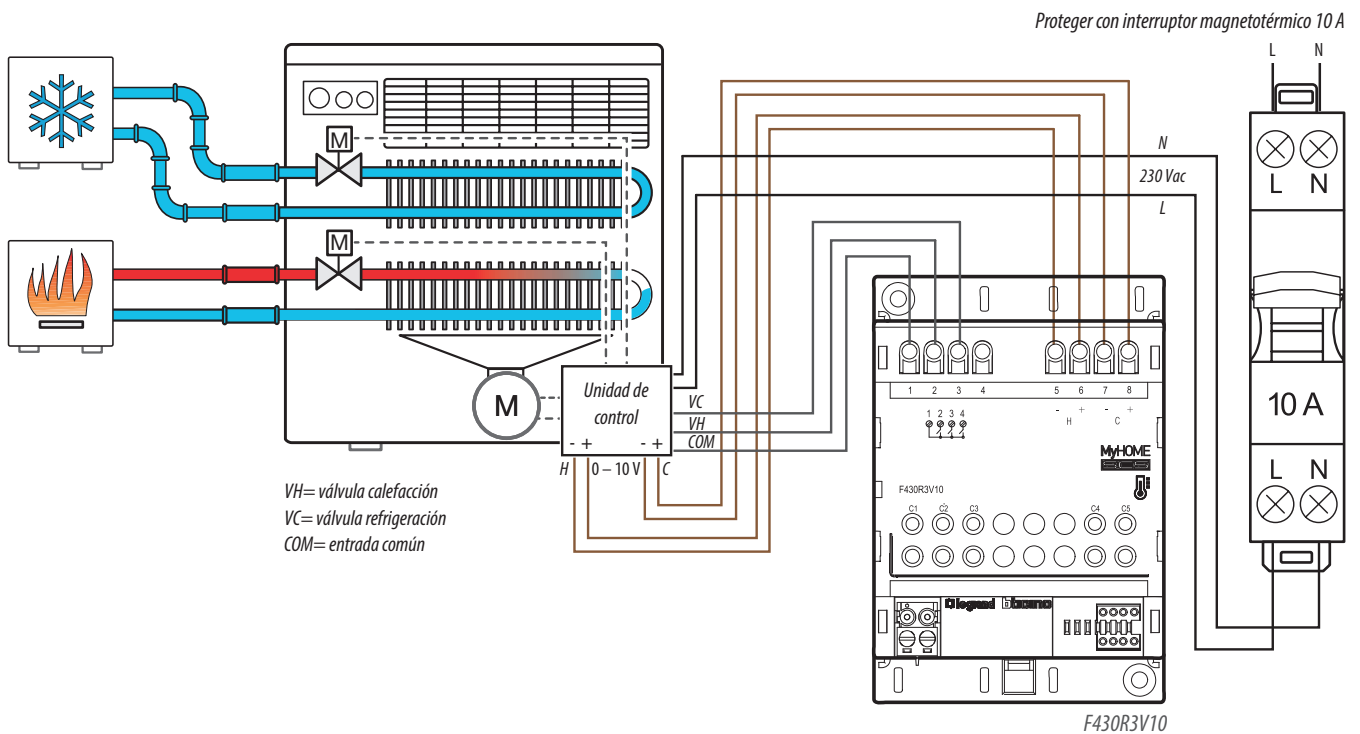 Proteger con interruptor magnetotérmico 10 A
L N
L N
10 A
L N
N
230 Vac
L
M
M
M
Unidad de
control
- + - +
H 0 – 10 V C
VC
VH
COM
VH= válvula calefacción
VC= válvula refrigeración
COM= entrada común
1 2 3 4 5 6 7 8
- + - +
H C
1 2 3 4
MyHOME
SCS
F430R3V10
C1 C2 C3 C4 C5
legrand bticino
F430R3V10